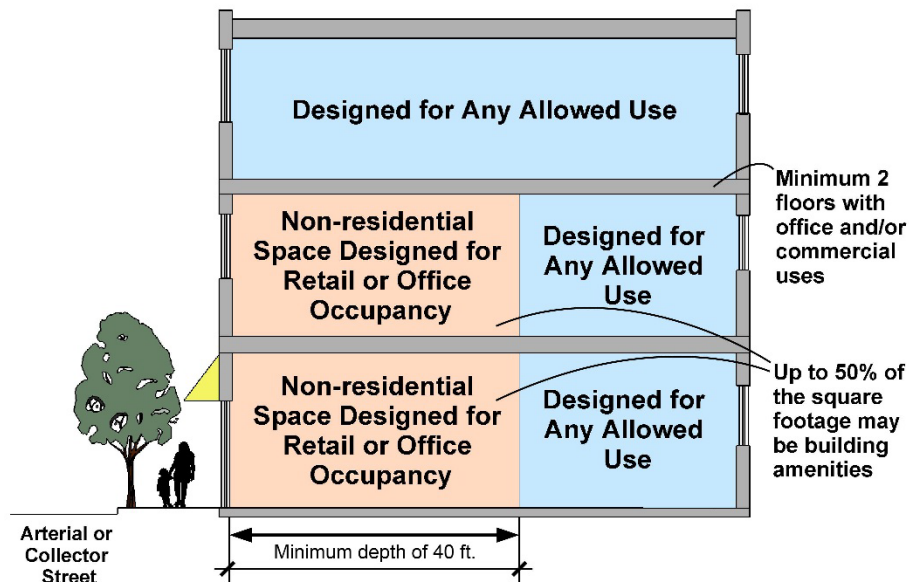 Designed for Any Allowed Use
Minimum 2
floors with
office and/or
commercial
uses
Non-residential
Space Designed for
Retail or Office
Occupancy
Designed for
Any Allowed
Use
Non-residential
Space Designed for
Retail or Office
Occupancy
Designed for
Any Allowed
Use
Up to 50% of
the square
footage may
be building
amenities
Arterial or
Collector
Street
Minimum depth of 40 ft.